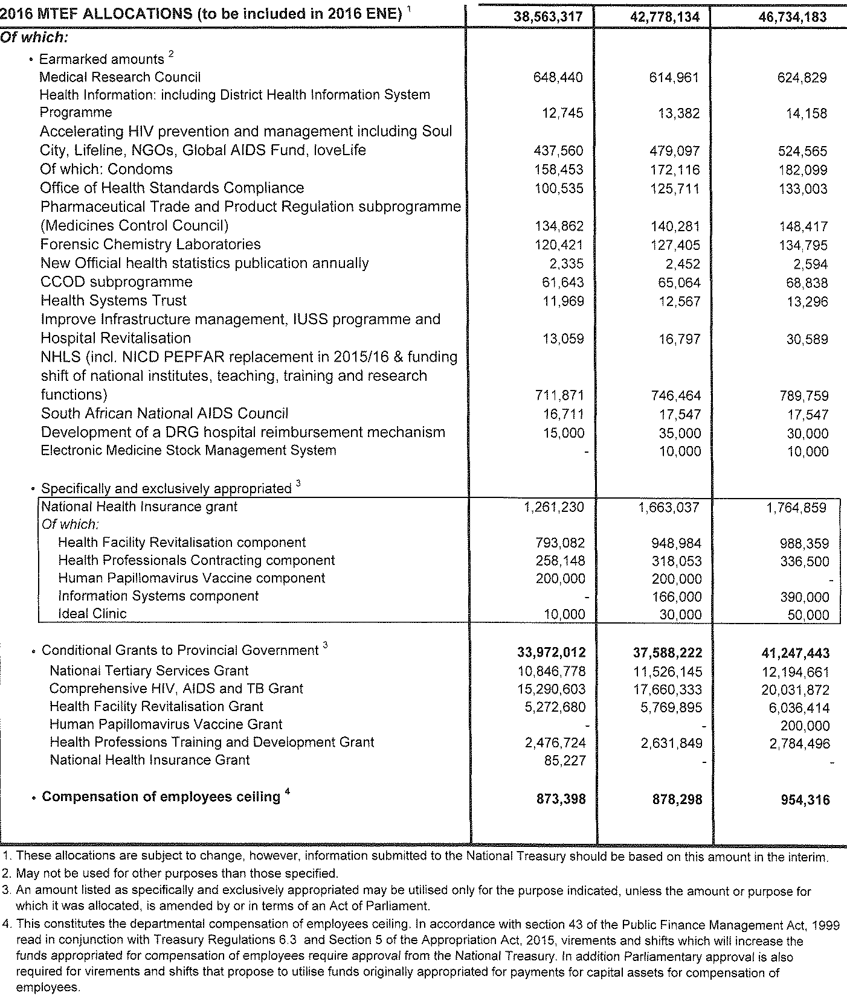 2016 MTEF ALLOCATIONS (to be included in 2016 ENE) 1 38,563,317 42,778,134 46,734,183
Of which:
• Earmarked amounts 2
Medical Research Council 648,440 614,961 624,829
Health Information: including District Health Information System
Programme 12,745 13,382 14,158
Accelerating HIV prevention and management including Soul
City, Lifeline, NGOs, Global AIDS Fund, loveLife 437,560 479,097 524,565
Of which: Condoms 158,453 172,116 182,099
Office of Health Standards Compliance 100,535 125,711 133,003
Pharmaceutical Trade and Product Regulation subprogramme
(Medicines Control Council) 134,862 140,281 148,417
Forensic Chemistry Laboratories 120,421 127,405 134,795
New Official health statistics publication annually 2,335 2,452 2,594
CCOD subprogramme 61,643 65,064 68,838
Health Systems Trust 11,969 12,567 13,296
Improve Infrastructure management, IUSS programme and
Hospital Revitalisation 13,059 16,797 30,589
NHLS (incl. NICD PEPFAR replacement in 2015/16 & funding
shift of national institutes, teaching, training and research
functions) 711,871 746,464 789,759
South African National AIDS Council 16,711 17,547 17,547
Development of a DRG hospital reimbursement mechanism 15,000 35,000 30,000
Electronic Medicine Stock Management System - 10,000 10,000
• Specifically and exclusively appropriated 3
National Health Insurance grant 1,261,230 1,663,037 1,764,859
Of which:
Health Facility Revitalisation component 793,082 948,984 988,359
Health Professionals Contracting component 258,148 318,053 336,500
Human Papillomavirus Vaccine component 200,000 200,000 -
Information Systems component - 166,000 390,000
Ideal Clinic 10,000 30,000 50,000
• Conditional Grants to Provincial Government 3 33,972,012 37,588,222 41,247,443
National Tertiary Services Grant 10,846,778 11,526,145 12,194,661
Comprehensive HIV, AIDS and TB Grant 15,290,603 17,660,333 20,031,872
Health Facility Revitalisation Grant 5,272,680 5,769,895 6,036,414
Human Papillomavirus Vaccine Grant - - 200,000
Health Professions Training and Development Grant 2,476,724 2,631,849 2,784,496
National Health Insurance Grant 85,227 - -
• Compensation of employees ceiling 4 873,398 878,298 954,316
1. These allocations are subject to change, however, information submitted to the National Treasury should be based on this amount in the interim.
2. May not be used for other purposes than those specified.
3. An amount listed as specifically and exclusively appropriated may be utilised only for the purpose indicated, unless the amount or purpose for
which it was allocated, is amended by or in terms of an Act of Parliament.
4. This constitutes the departmental compensation of employees ceiling. In accordance with section 43 of the Public Finance Management Act, 1999
read in conjunction with Treasury Regulations 6.3 and Section 5 of the Appropriation Act, 2015, virements and shifts which will increase the
funds appropriated for compensation of employees require approval from the National Treasury. In addition Parliamentary approval is also
required for virements and shifts that propose to utilise funds originally appropriated for payments for capital assets for compensation of
employees.